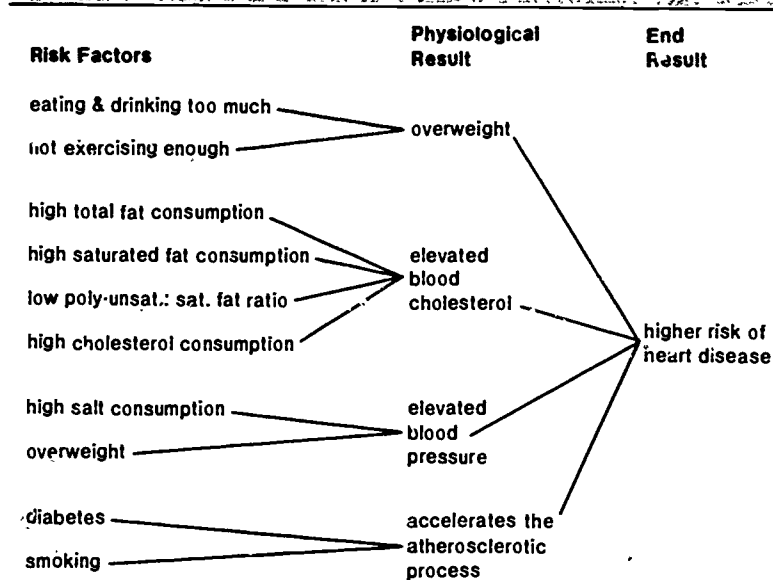 Risk Factors
Physiological
Result
End
Result
eating & drinking too much
not exercising enough
overweight
high total fat consumption
high saturated fat consumption
low poly-unsat.: sat. fat ratio
high cholesterol consumption
elevated
blood
cholesterol
higher risk of
heart disease
high salt consumption
overweight
elevated
blood
pressure
diabetes
smoking
accelerates the
atherosclerotic
process